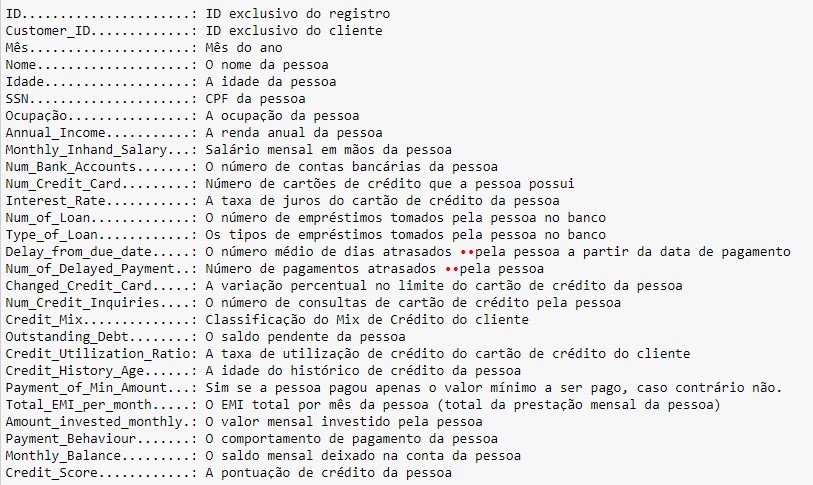 ID......................: ID exclusivo do registro
Customer_ID.............: ID exclusivo do cliente
Mês.....................: Mês do ano
Nome....................: O nome da pessoa
Idade...................: A idade da pessoa
SSN.....................: CPF da pessoa
Ocupação................: A ocupação da pessoa
Annual_Income...........: A renda anual da pessoa
Monthly_Inhand_Salary...: Salário mensal em mãos da pessoa
Num_Bank_Accounts.......: O número de contas bancárias da pessoa
Num_Credit_Card.........: Número de cartões de crédito que a pessoa possui
Interest_Rate...........: A taxa de juros do cartão de crédito da pessoa
Num_of_Loan.............: O número de empréstimos tomados pela pessoa no banco
Type_of_Loan............: Os tipos de empréstimos tomados pela pessoa no banco
Delay_from_due_date.....: O número médio de dias atrasados ••pela pessoa a partir da data de pagamento
Num_of_Delayed_Payment..: Número de pagamentos atrasados ••pela pessoa
Changed_Credit_Card.....: A variação percentual no limite do cartão de crédito da pessoa
Num_Credit_Inquiries....: O número de consultas de cartão de crédito pela pessoa
Credit_Mix..............: Classificação do Mix de Crédito do cliente
Outstanding_Debt........: O saldo pendente da pessoa
Credit_Utilization_Ratio: A taxa de utilização de crédito do cartão de crédito do cliente
Credit_History_Age......: A idade do histórico de crédito da pessoa
Payment_of_Min_Amount...: Sim se a pessoa pagou apenas o valor mínimo a ser pago, caso contrário não.
Total_EMI_per_month.....: O EMI total por mês da pessoa (total da prestação mensal da pessoa)
Amount_invested_monthly.: O valor mensal investido pela pessoa
Payment_Behaviour.......: O comportamento de pagamento da pessoa
Monthly_Balance.........: O saldo mensal deixado na conta da pessoa
Credit_Score............: A pontuação de crédito da pessoa